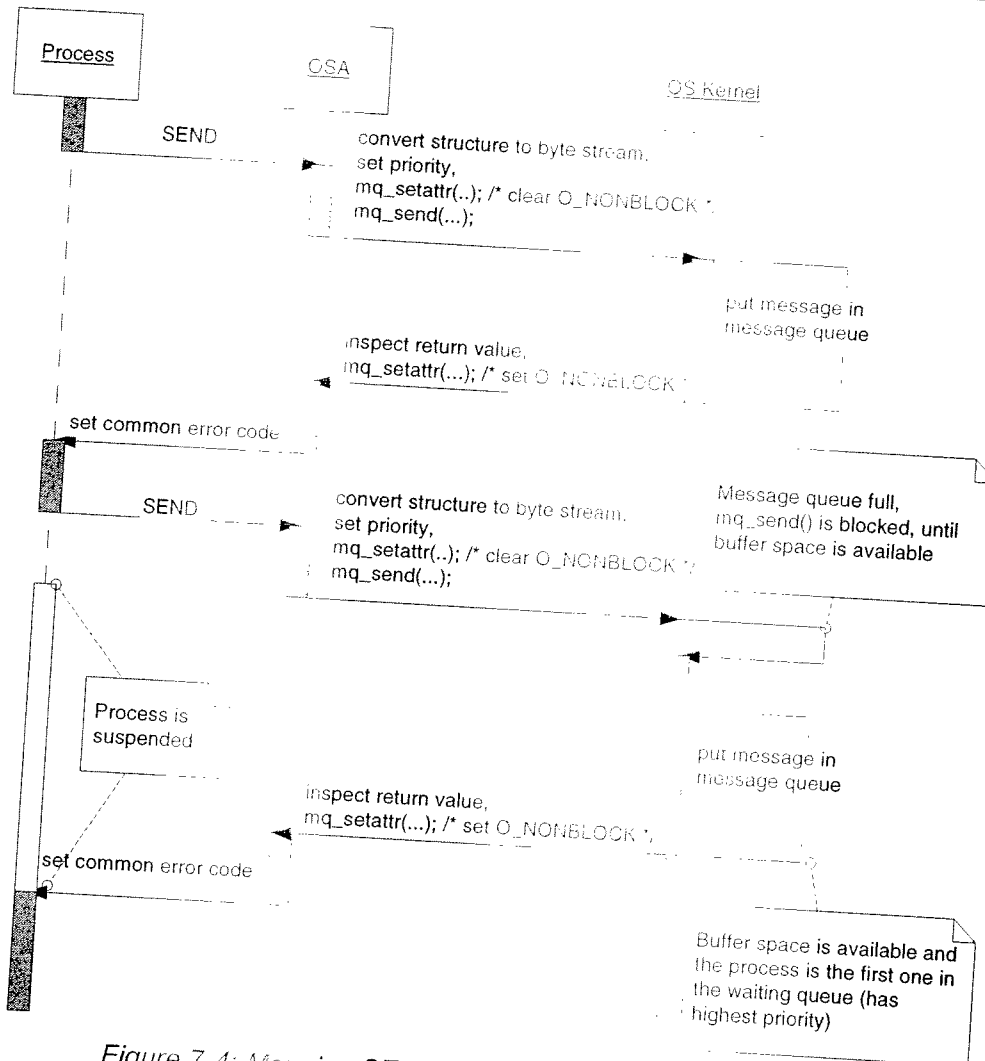 Process
OSA
OS Kernel
SEND
convert structure to byte stream,
set priority,
mq_setattr(..); /* clear O_NONBLOCK *
mq_send(...);
put message in
message queue
inspect return value,
mq_setattr(...); /* set O_NONBLOCK *
set common error code
SEND
convert structure to byte stream,
set priority,
mq_setattr(..); /* clear O_NONBLOCK */
mq_send(...);
Message queue full,
mq_send() is blocked, until
buffer space is available
Process is
suspended
put message in
message queue
inspect return value,
mq_setattr(...); /* set O_NONBLOCK *
set common error code
Buffer space is available and
the process is the first one in
the waiting queue (has
highest priority)
Figure 7.4: